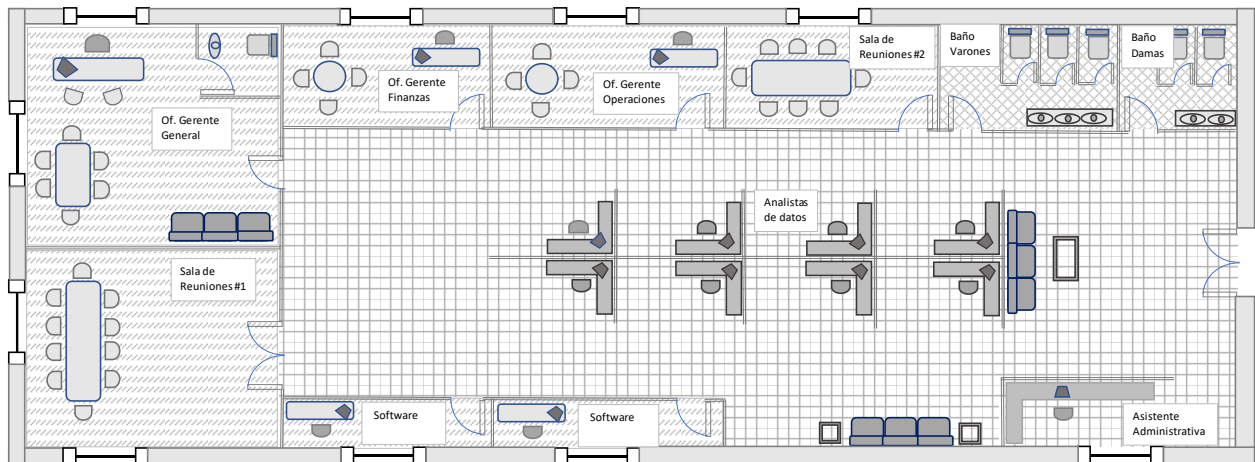 Of. Gerente
General
Of. Gerente
Finanzas
Of. Gerente
Operaciones
Sala de
Reuniones #2
Baño
Varones
Baño
Damas
Analistas
de datos
Sala de
Reuniones #1
Software
Software
Asistente
Administrativa